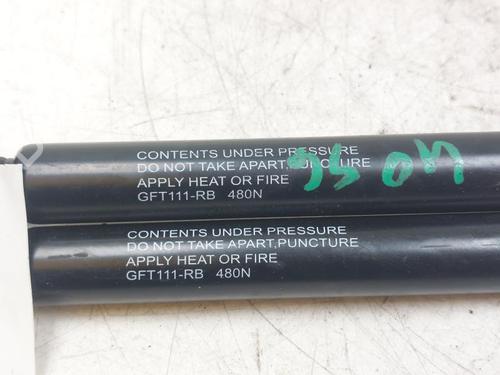 CONTENTS UNDER PRESSURE
DO NOT TAKE APART,PUNCTURE
APPLY HEAT OR FIRE
GFT111-RB 480N
CONTENTS UNDER PRESSURE
DO NOT TAKE APART,PUNCTURE
APPLY HEAT OR FIRE
GFT111-RB 480N